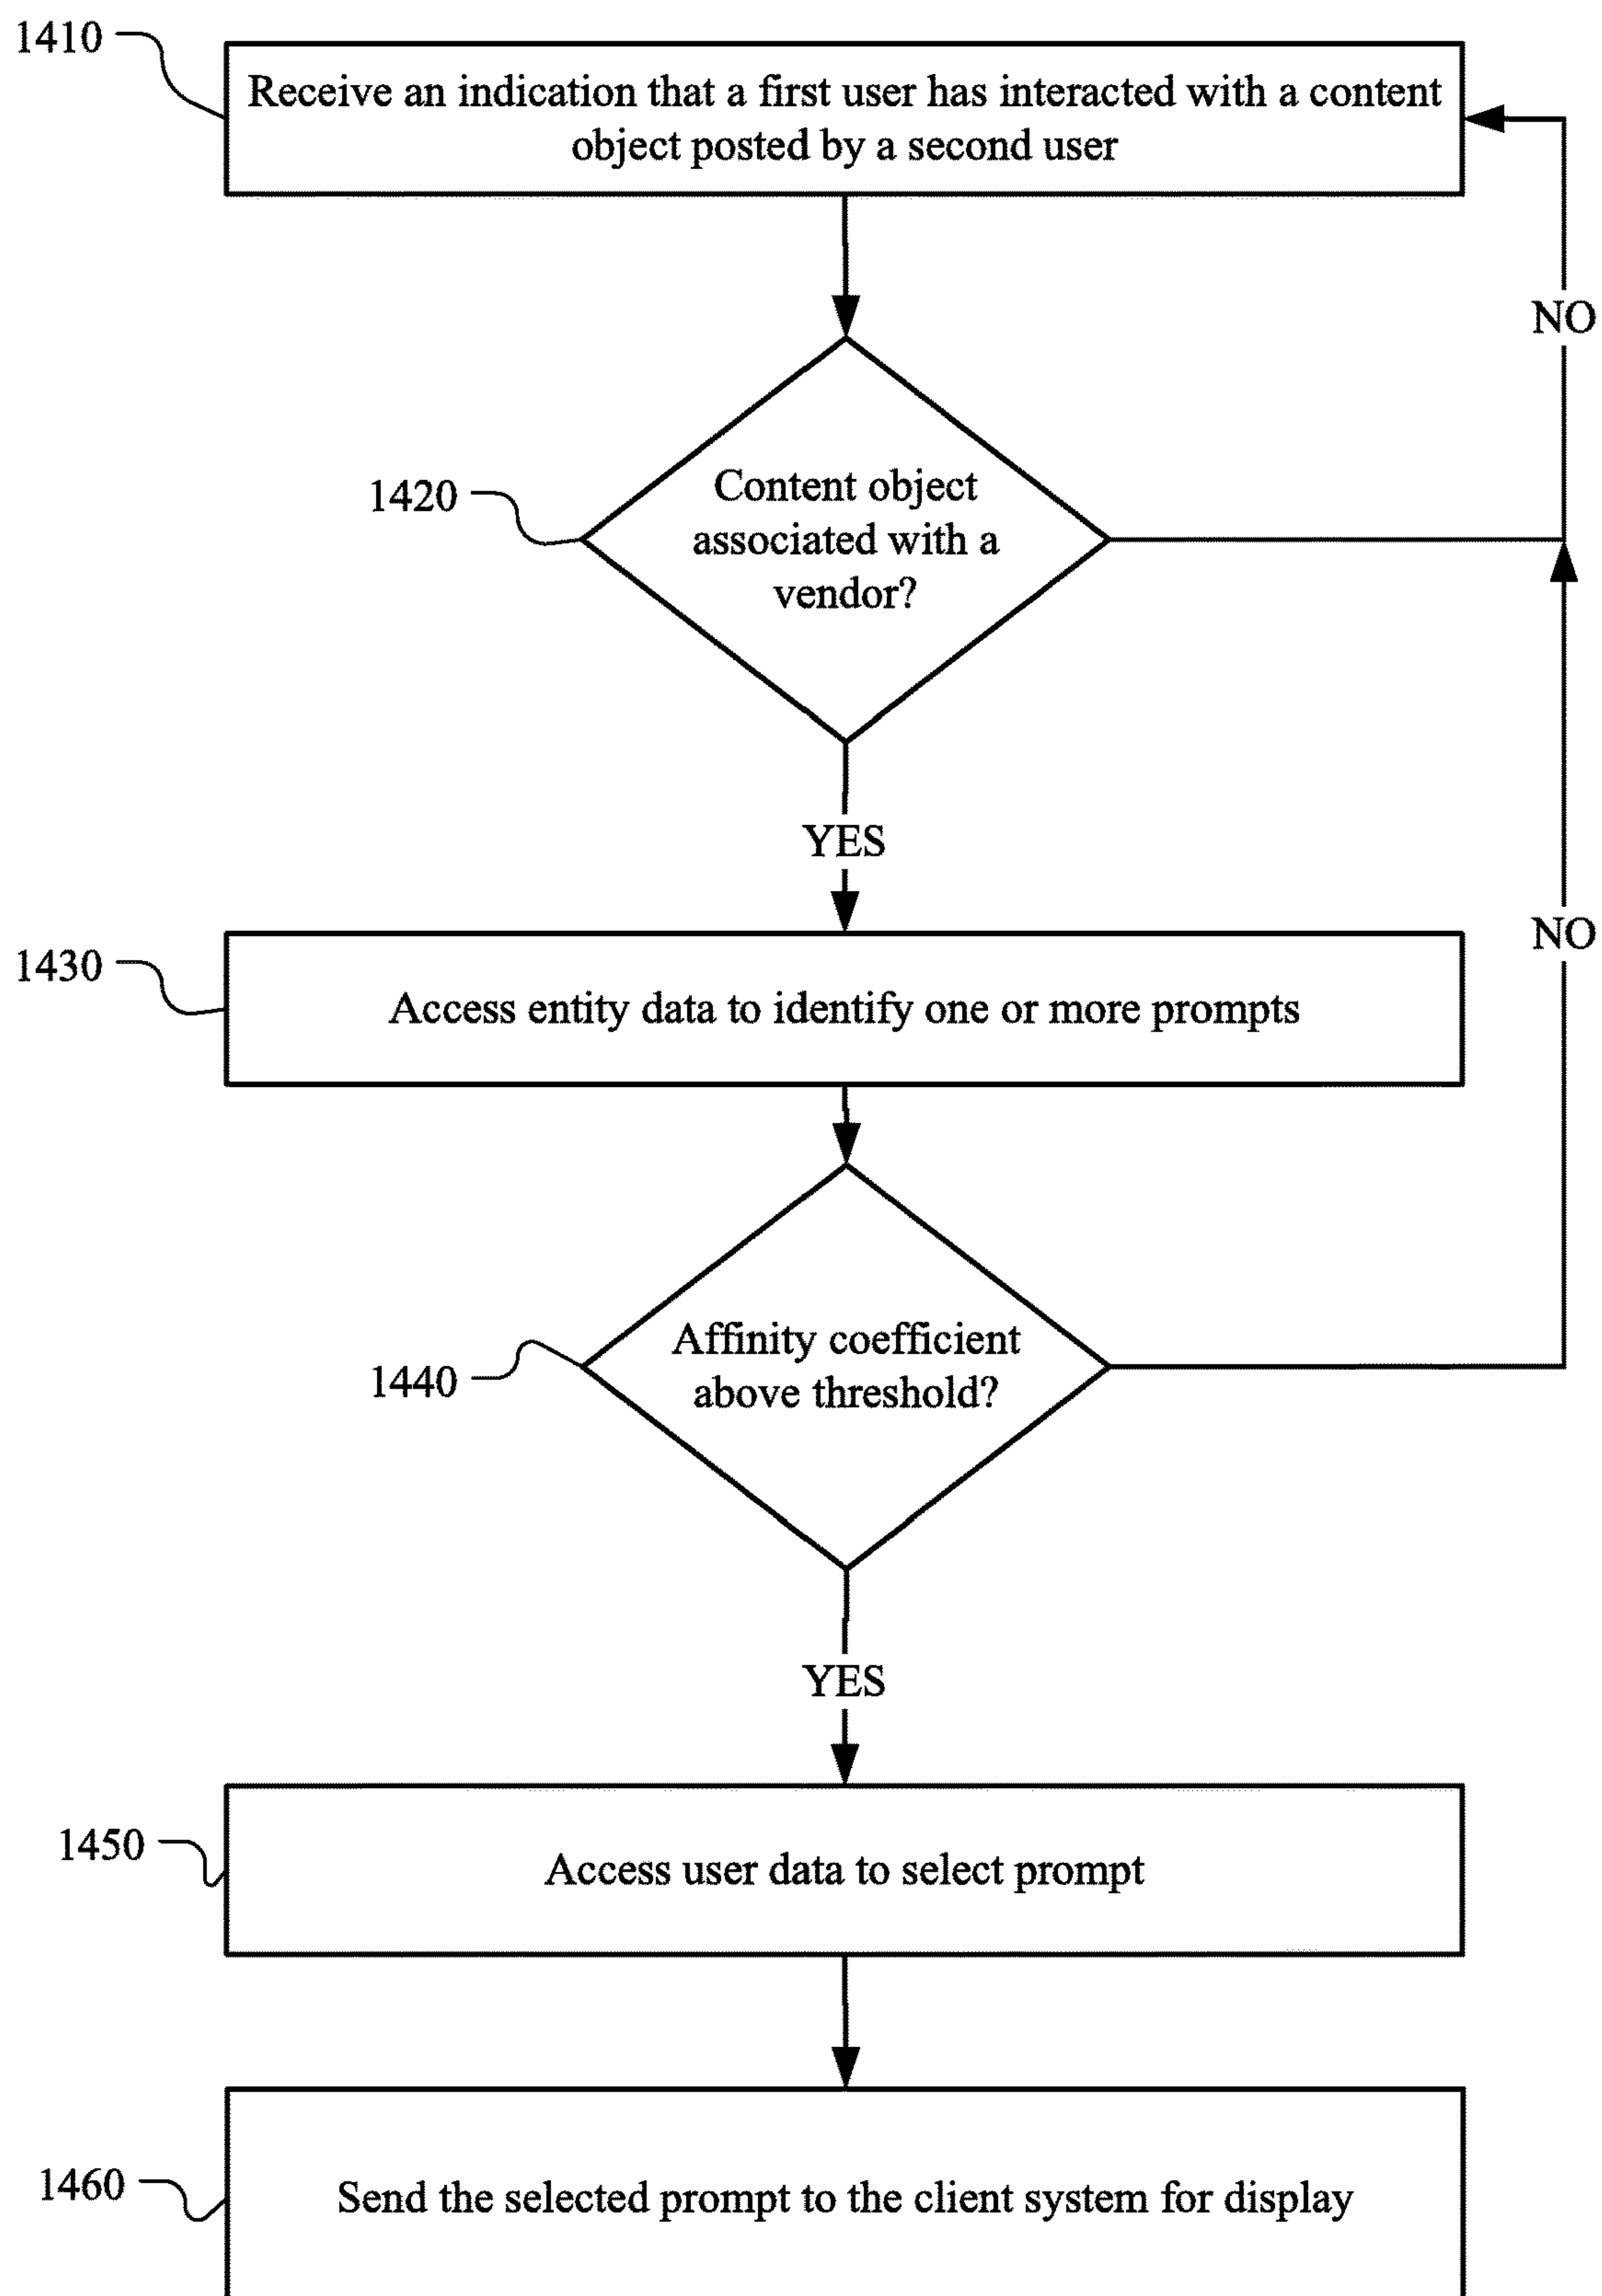 1410
Receive an indication that a first user has interacted with a content
object posted by a second user
NO
1420
Content object
associated with a
vendor?
YES
NO
1430
Access entity data to identify one or more prompts
1440
Affinity coefficient
above threshold?
YES
1450
Access user data to select prompt
1460
Send the selected prompt to the client system for display